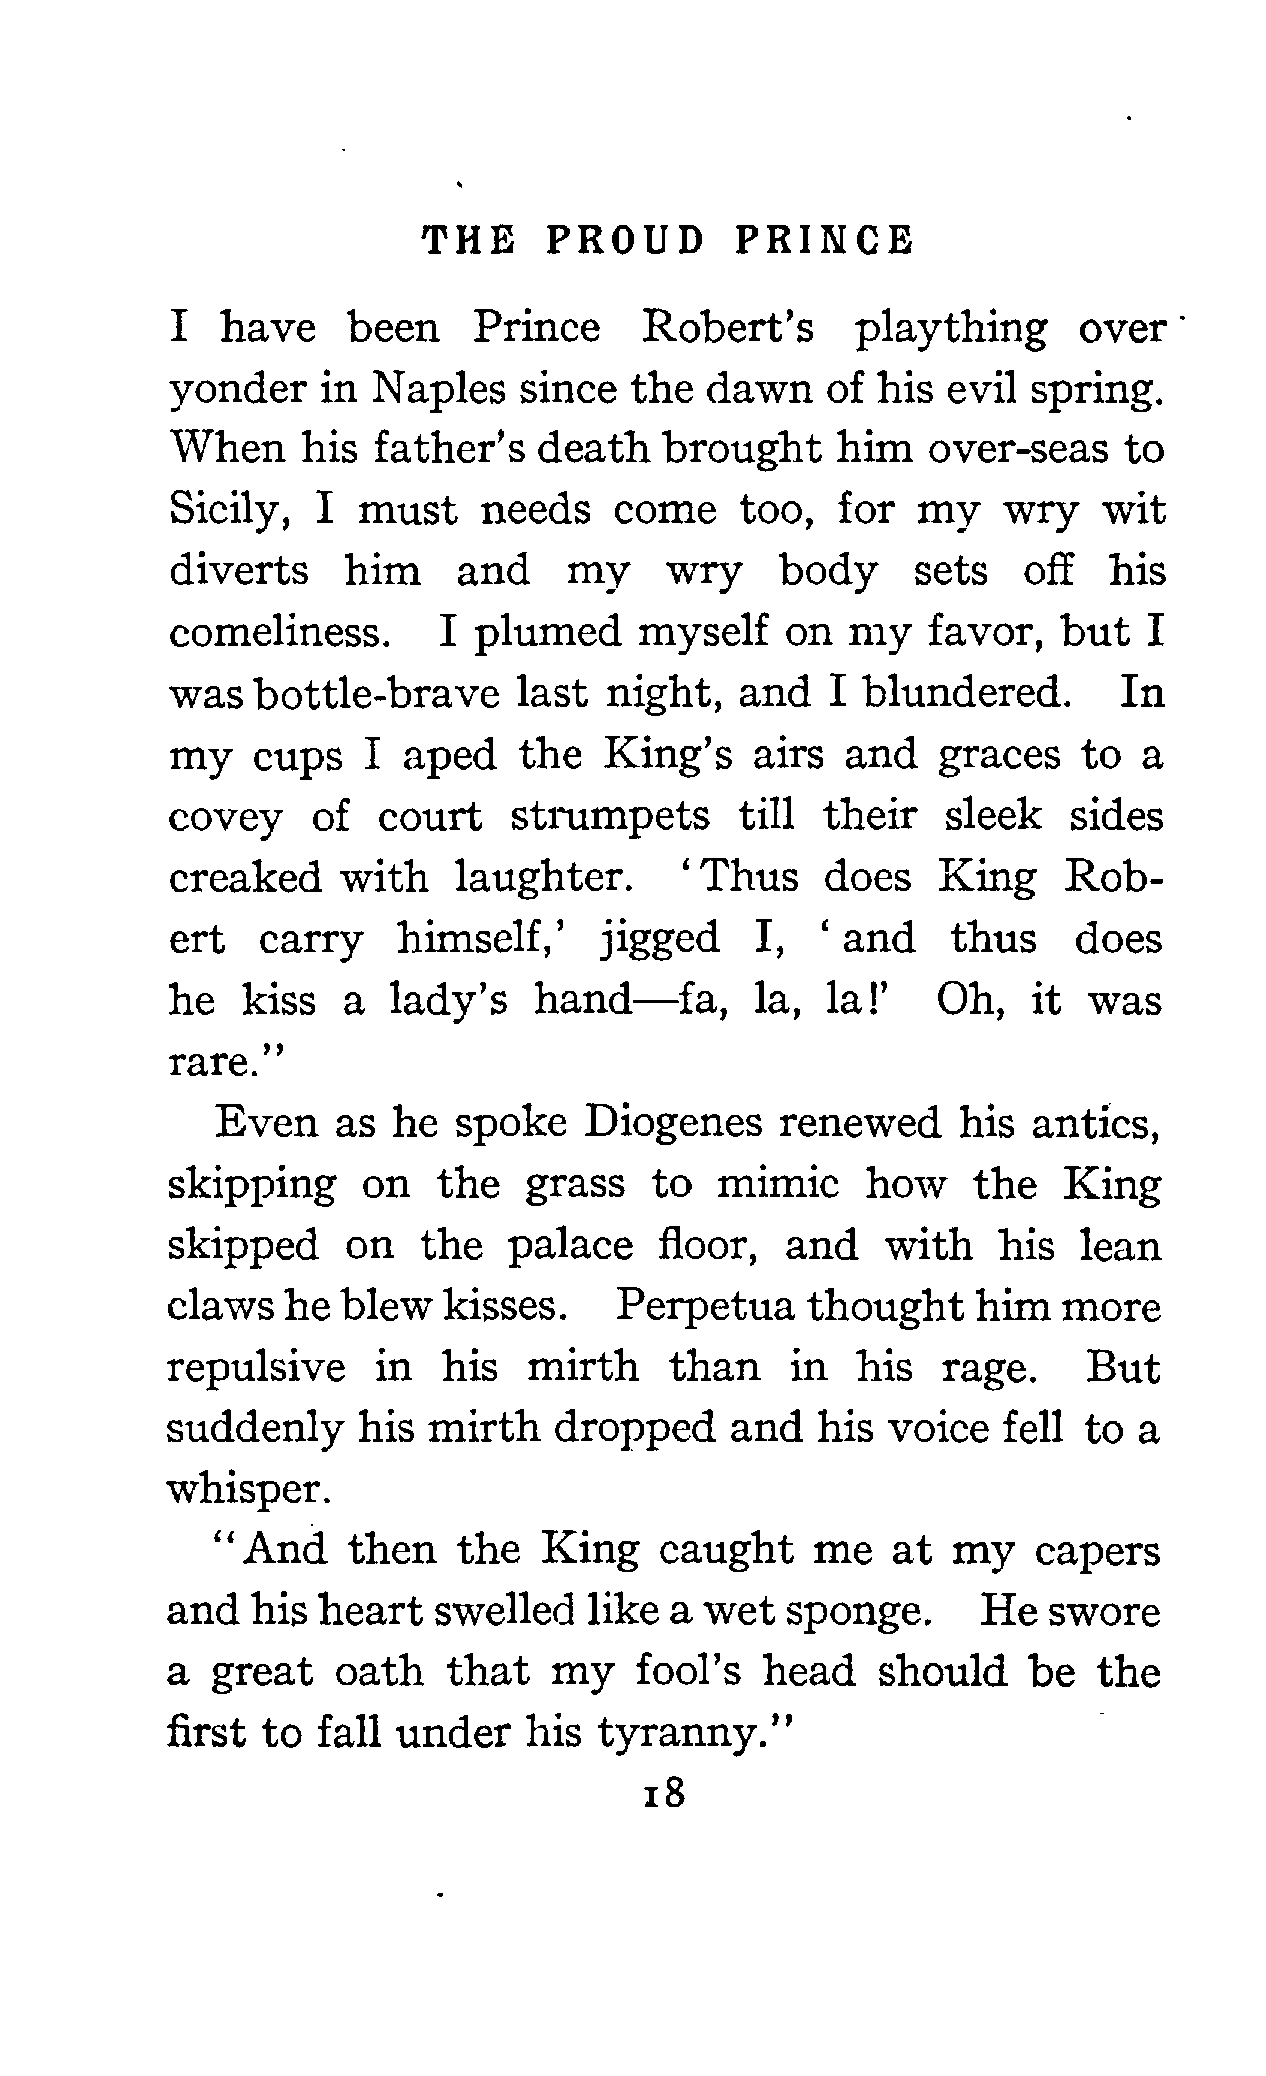 THE PROUD PRINCE
I have been Prince Robert's plaything over
yonder in Naples since the dawn of his evil spring.
When his father's death brought him over-seas to
Sicily, I must needs come too, for my wry wit
diverts him and my wry body sets off his
comeliness. I plumed myself on my favor, but I
was bottle-brave last night, and I blundered. In
my cups I aped the King's airs and graces to a
covey of court strumpets till their sleek sides
creaked with laughter. ‘Thus does King Rob-
ert carry himself,’ jigged I, ‘and thus does
he kiss a lady's hand—fa, la, la!’ Oh, it was
rare.”
Even as he spoke Diogenes renewed his antics,
skipping on the grass to mimic how the King
skipped on the palace floor, and with his lean
claws he blew kisses. Perpetua thought him more
repulsive in his mirth than in his rage. But
suddenly his mirth dropped and his voice fell to a
whisper.
“And then the King caught me at my capers
and his heart swelled like a wet sponge. He swore
a great oath that my fool's head should be the
first to fall under his tyranny.”
18